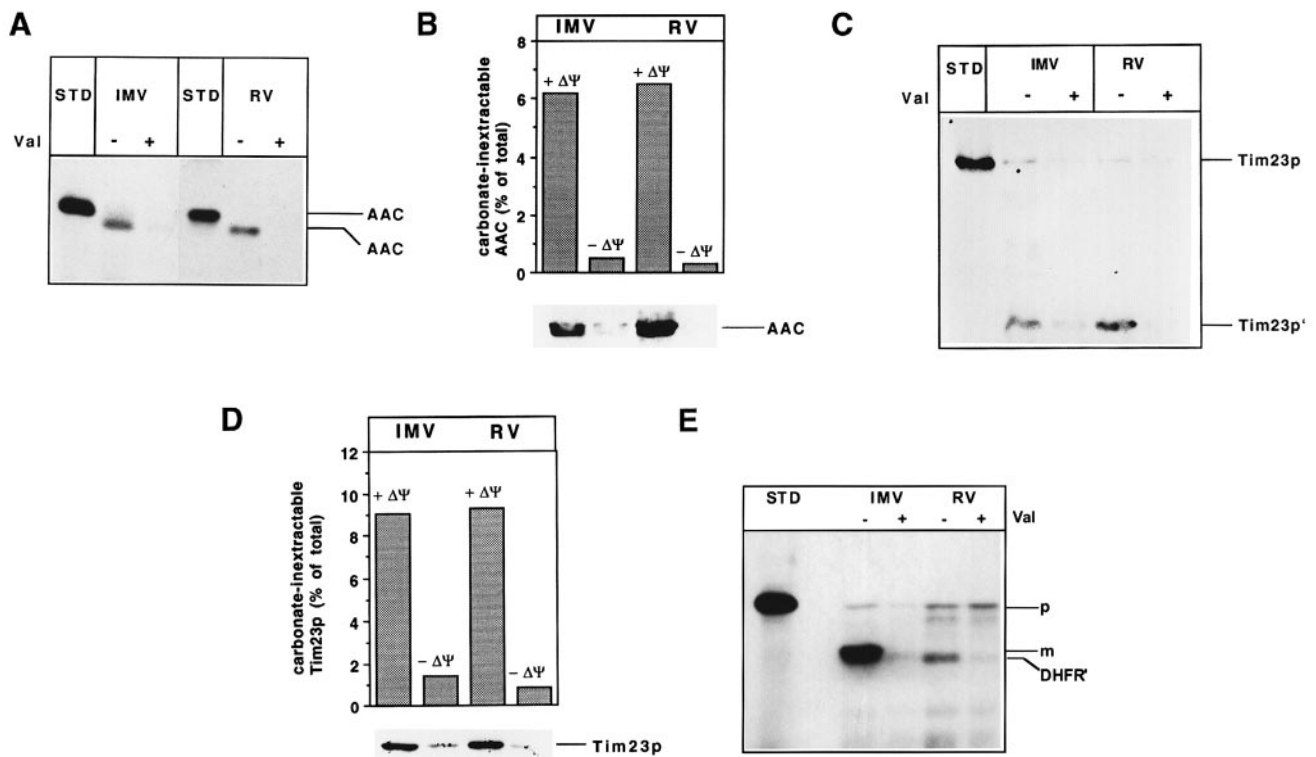 A
STD IMV STD RV
Val - + - +
AAC
AAC
B
IMV RV
carbonate-inextractable
AAC (% of total)
8
6
4
2
0
+ ΔΨ
- ΔΨ
+ ΔΨ
- ΔΨ
AAC
C
STD IMV RV
Val - + - +
Tim23p
Tim23p'
D
IMV RV
carbonate-inextractable
Tim23p (% of total)
12
10
8
6
4
2
0
+ ΔΨ
- ΔΨ
+ ΔΨ
- ΔΨ
Tim23p
E
STD IMV RV
- + - + Val
p
m
DHFR'